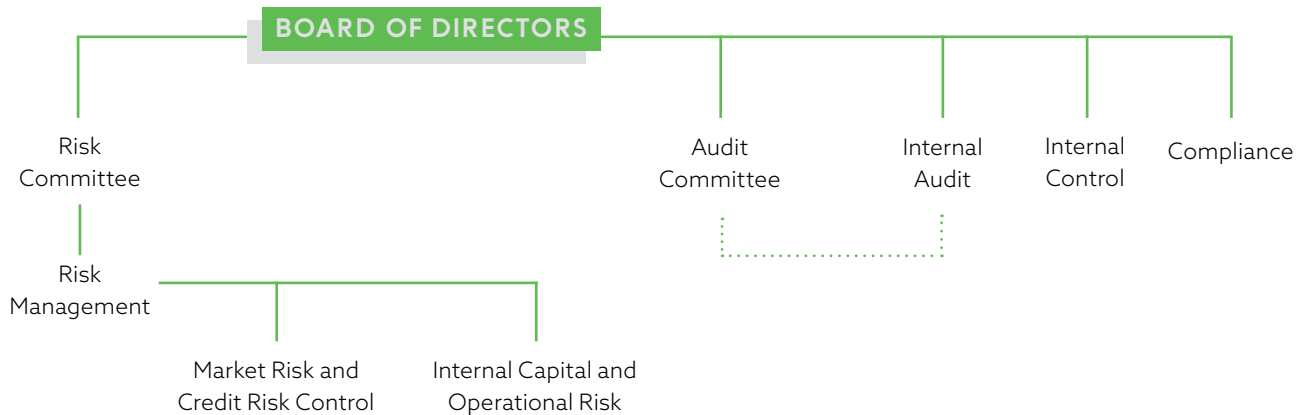 BOARD OF DIRECTORS
Risk
Committee
Audit
Committee
Internal
Audit
Internal
Control
Compliance
Risk
Management
Market Risk and
Credit Risk Control
Internal Capital and
Operational Risk